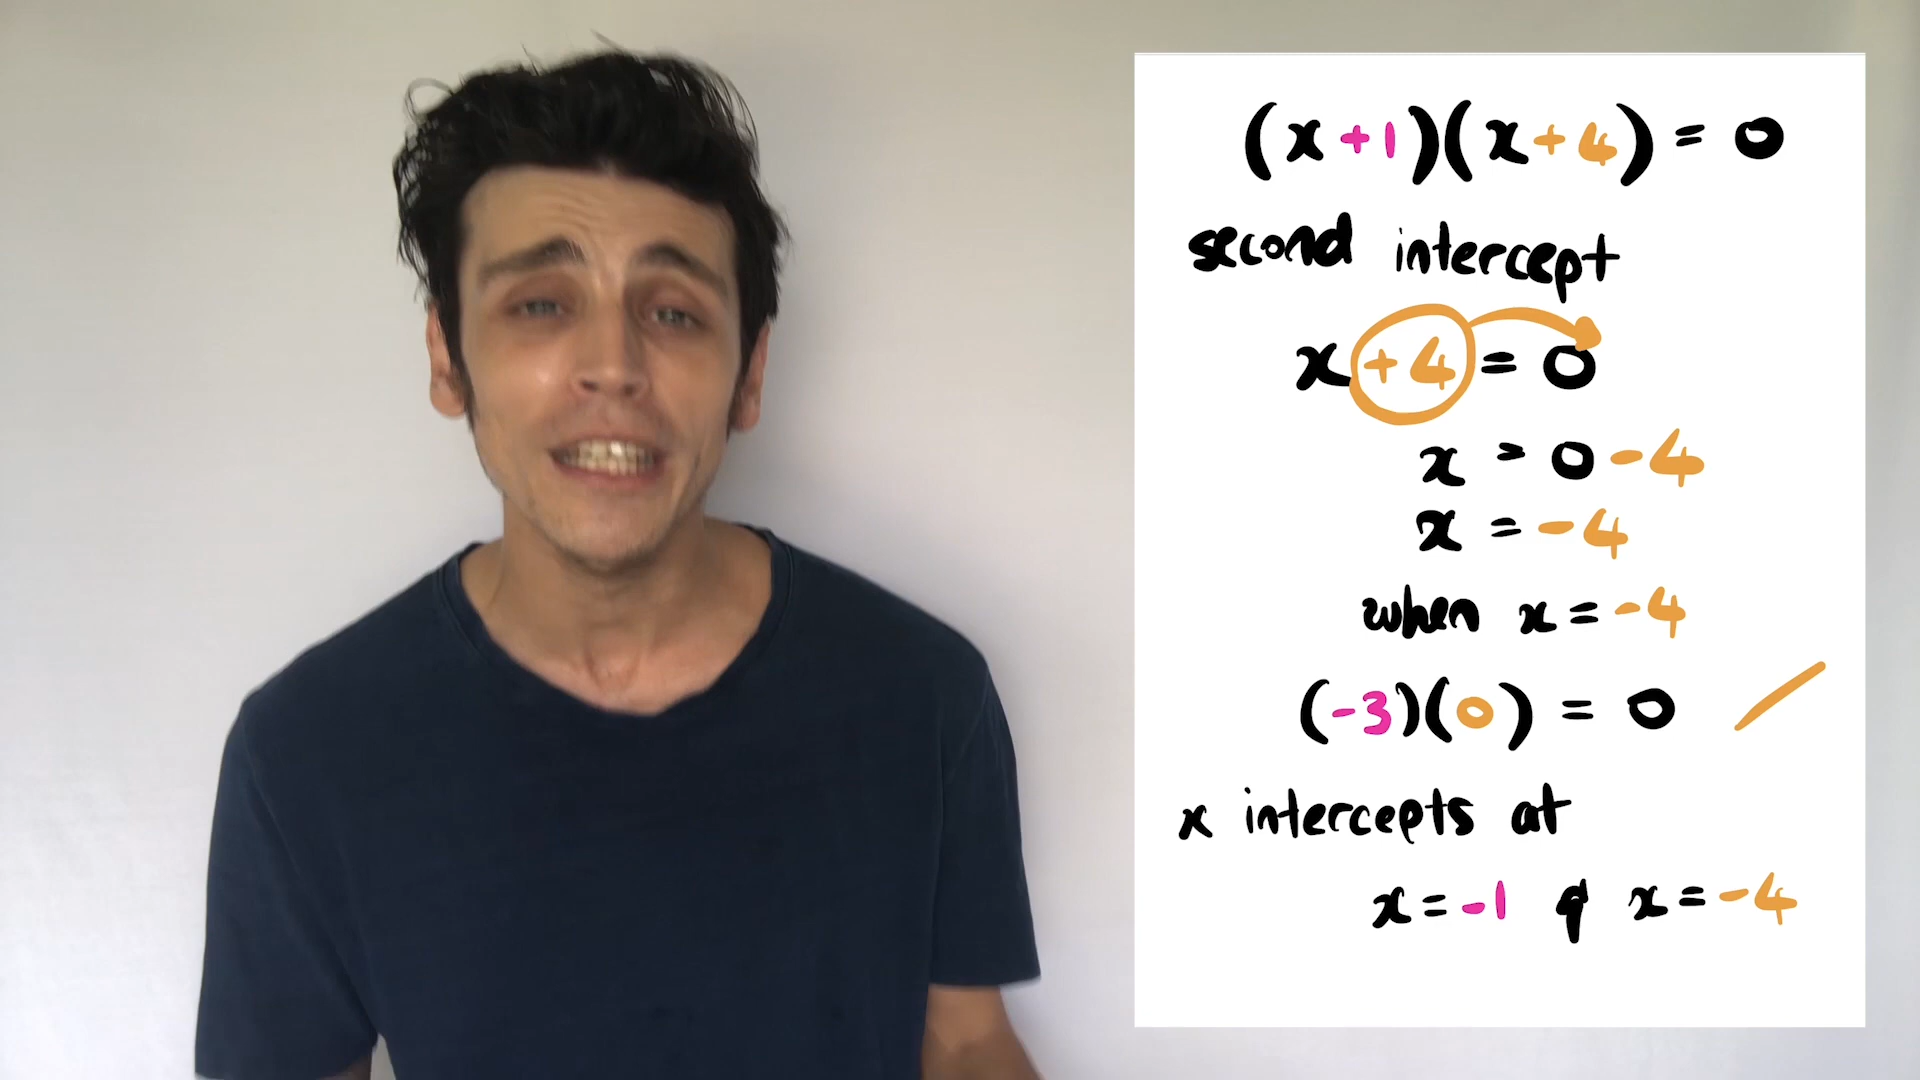 (x+1)(x+4) = 0
second intercept
x +4 = 0
x = 0 -4
x = -4
when x = -4
(-3)(0) = 0
x intercepts at
x = -1 & x = -4